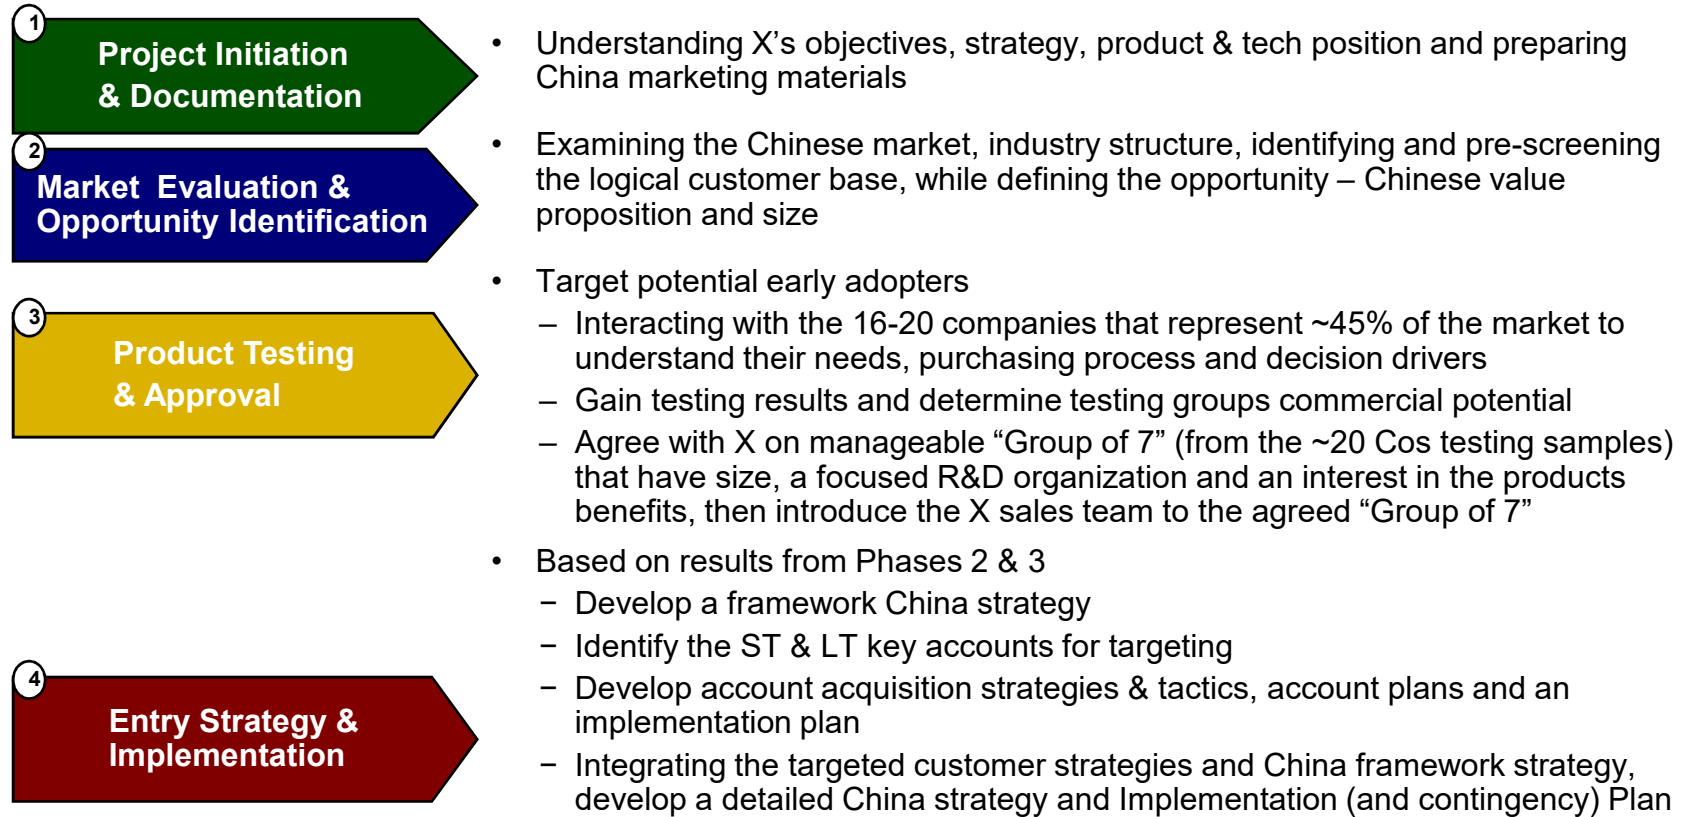 1
Project Initiation
& Documentation
• Understanding X’s objectives, strategy, product & tech position and preparing
China marketing materials
2
Market  Evaluation &
Opportunity Identification
• Examining the Chinese market, industry structure, identifying and pre-screening
the logical customer base, while defining the opportunity – Chinese value
proposition and size
3
Product Testing
& Approval
• Target potential early adopters
– Interacting with the 16-20 companies that represent ~45% of the market to
understand their needs, purchasing process and decision drivers
– Gain testing results and determine testing groups commercial potential
– Agree with X on manageable “Group of 7” (from the ~20 Cos testing samples)
that have size, a focused R&D organization and an interest in the products
benefits, then introduce the X sales team to the agreed “Group of 7”
4
Entry Strategy &
Implementation
• Based on results from Phases 2 & 3
− Develop a framework China strategy
− Identify the ST & LT key accounts for targeting
− Develop account acquisition strategies & tactics, account plans and an
implementation plan
− Integrating the targeted customer strategies and China framework strategy,
develop a detailed China strategy and Implementation (and contingency) Plan